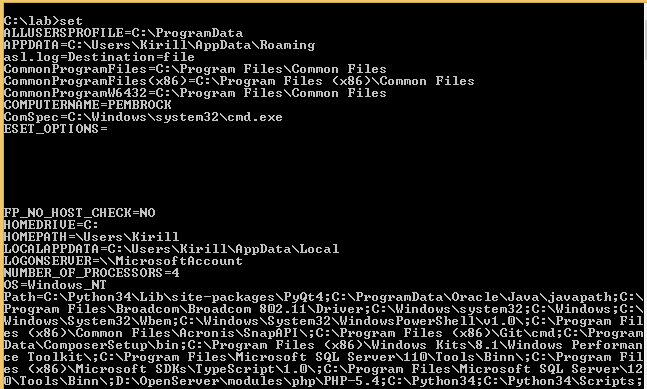 C:\lab>set
ALLUSERSPROFILE=C:\ProgramData
APPDATA=C:\Users\Kirill\AppData\Roaming
asl.log=Destination=file
CommonProgramFiles=C:\Program Files\Common Files
CommonProgramFiles(x86)=C:\Program Files (x86)\Common Files
CommonProgramW6432=C:\Program Files\Common Files
COMPUTERNAME=PEMBROCK
ComSpec=C:\Windows\system32\cmd.exe
ESET_OPTIONS=
FP_NO_HOST_CHECK=NO
HOMEDRIVE=C:
HOMEPATH=\Users\Kirill
LOCALAPPDATA=C:\Users\Kirill\AppData\Local
LOGONSERVER=\\MicrosoftAccount
NUMBER_OF_PROCESSORS=4
OS=Windows_NT
Path=C:\Python34\Lib\site-packages\PyQt4;C:\ProgramData\Oracle\Java\javapath;C:\
Program Files\Broadcom\Broadcom 802.11\Driver;C:\Windows\system32;C:\Windows;C:\
Windows\System32\Wbem;C:\Windows\System32\WindowsPowerShell\v1.0\;C:\Program Fil
es (x86)\Common Files\Acronis\SnapAPI\;C:\Program Files (x86)\Git\cmd;C:\Program
Data\ComposerSetup\bin;C:\Program Files (x86)\Windows Kits\8.1\Windows Performan
ce Toolkit\;C:\Program Files\Microsoft SQL Server\110\Tools\Binn\;C:\Program Fil
es (x86)\Microsoft SDKs\TypeScript\1.0\;C:\Program Files\Microsoft SQL Server\12
0\Tools\Binn\;D:\OpenServer\modules\php\PHP-5.4;C:\Python34;C:\Python34\Scripts;